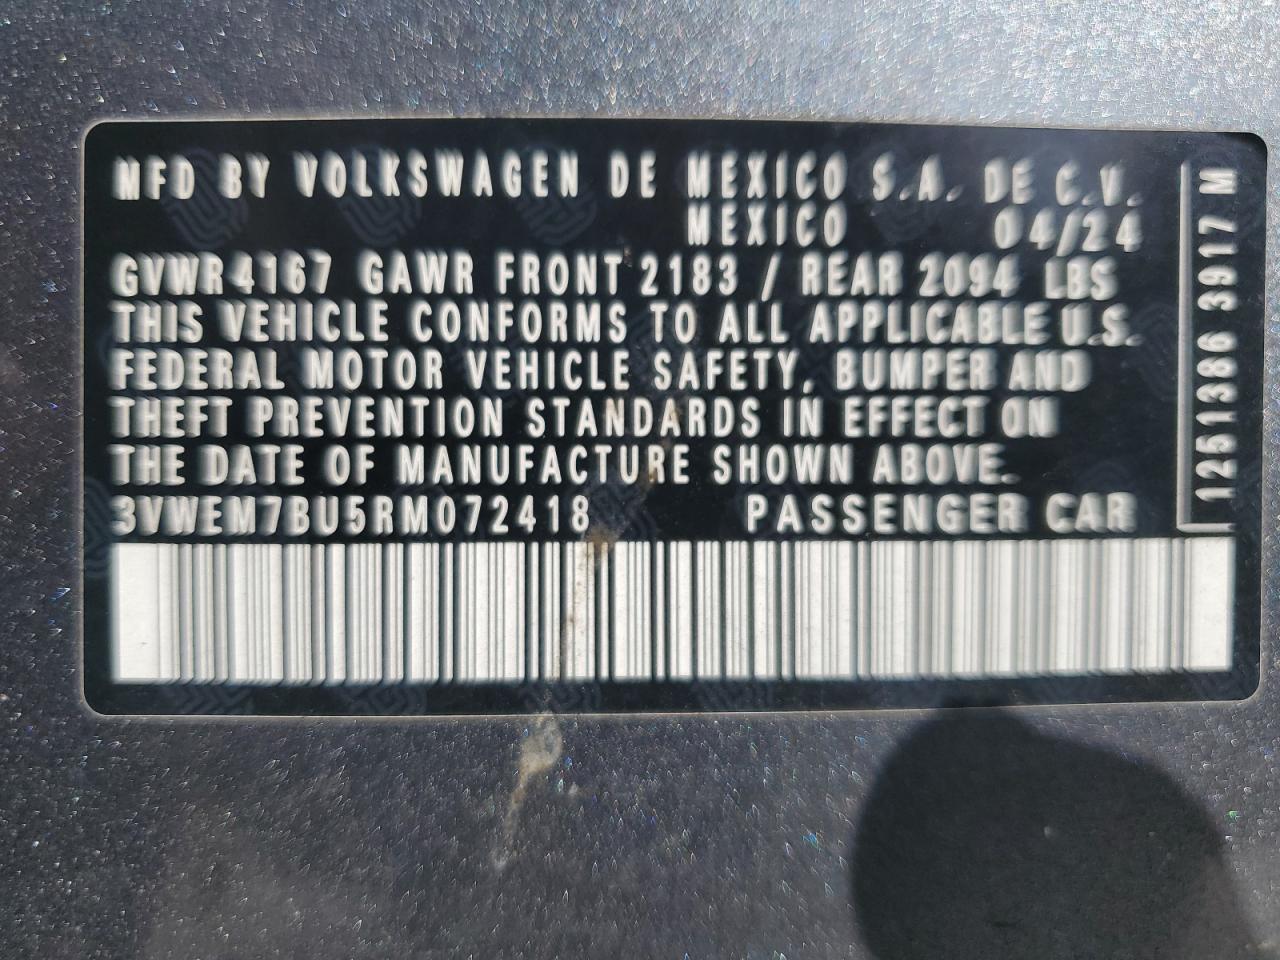 MFD BY VOLKSWAGEN DE MEXICO S.A. DE C.V.
MEXICO 04/24
GVWR 4167 GAWR FRONT 2183 / REAR 2094 LBS
THIS VEHICLE CONFORMS TO ALL APPLICABLE U.S.
FEDERAL MOTOR VEHICLE SAFETY, BUMPER AND
THEFT PREVENTION STANDARDS IN EFFECT ON
THE DATE OF MANUFACTURE SHOWN ABOVE.
3VWEM7BU5RM072418 PASSENGER CAR
1251386 3917 M